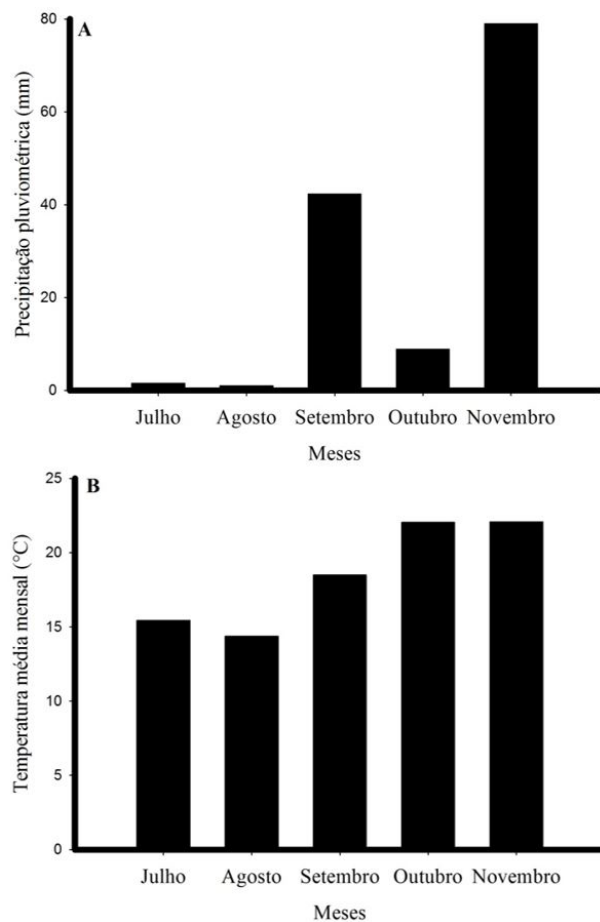 A
Precipitação pluviométrica (mm)
80
60
40
20
0
Julho Agosto Setembro Outubro Novembro
Meses
B
Temperatura média mensal (°C)
25
20
15
10
5
0
Julho Agosto Setembro Outubro Novembro
Meses